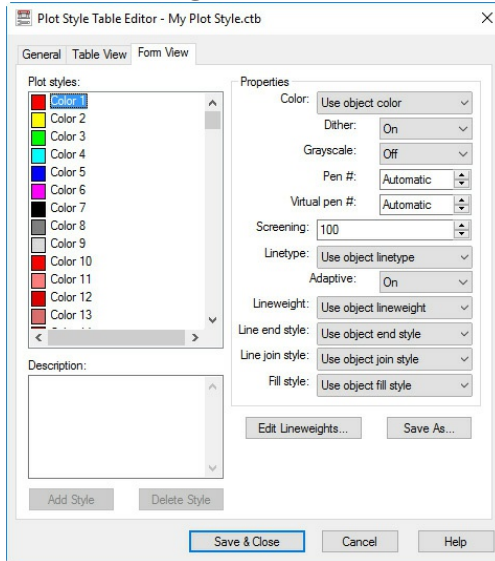 Plot Style Table Editor - My Plot Style.ctb
General Table View Form View
Plot styles:
Color 1
Color 2
Color 3
Color 4
Color 5
Color 6
Color 7
Color 8
Color 9
Color 10
Color 11
Color 12
Color 13
Description:
Add Style Delete Style
Properties
Color: Use object color
Dither: On
Grayscale: Off
Pen #: Automatic
Virtual pen #: Automatic
Screening: 100
Linetype: Use object linetype
Adaptive: On
Lineweight: Use object lineweight
Line end style: Use object end style
Line join style: Use object join style
Fill style: Use object fill style
Edit Lineweights... Save As...
Save & Close Cancel Help